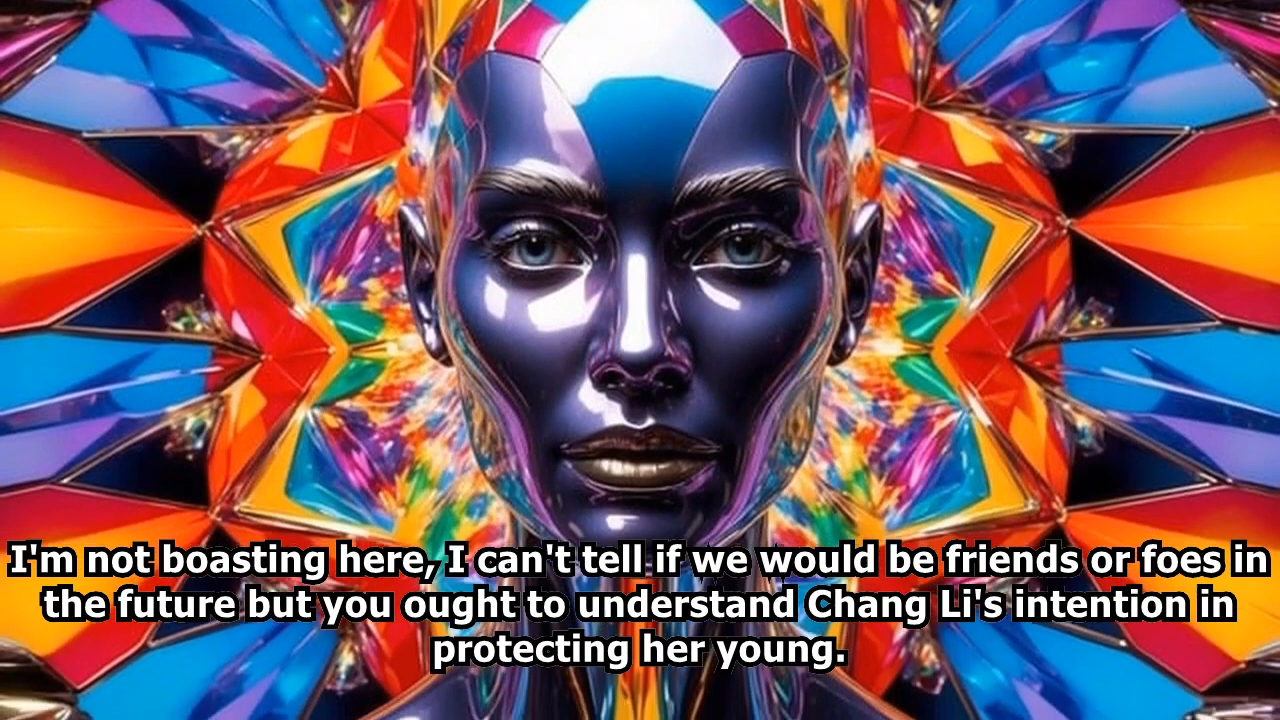 I'm not boasting here, I can't tell if we would be friends or foes in
the future but you ought to understand Chang Li's intention in
protecting her young.